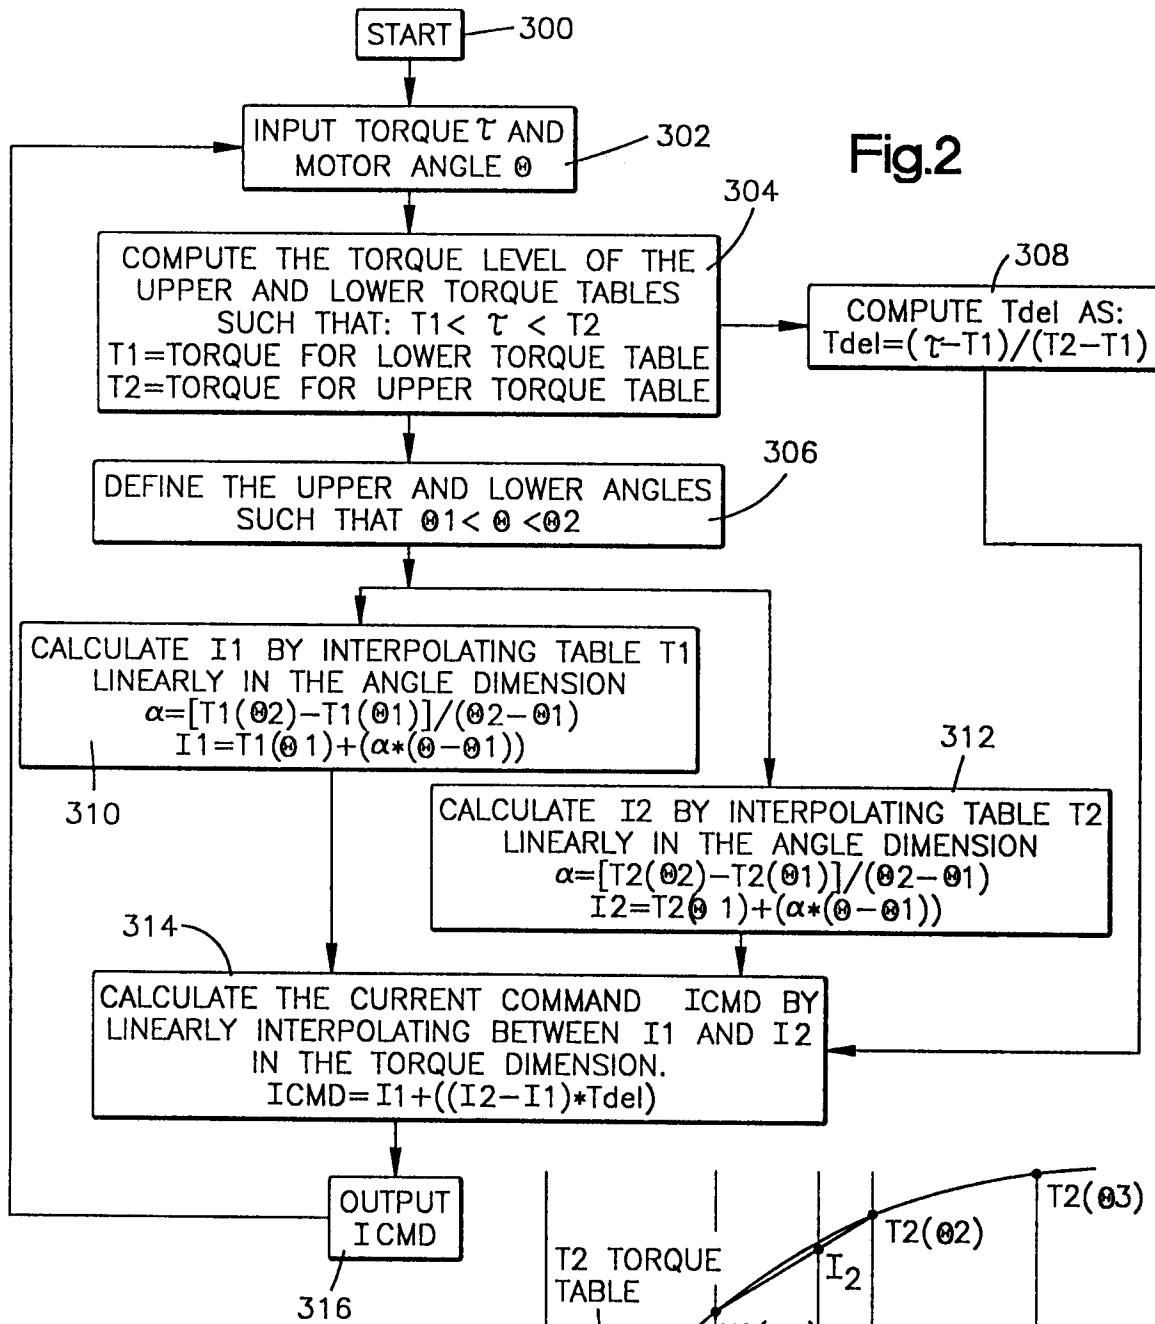 START
300
INPUT TORQUE τ AND
MOTOR ANGLE Θ
302
Fig.2
304
COMPUTE THE TORQUE LEVEL OF THE
UPPER AND LOWER TORQUE TABLES
SUCH THAT: T1< τ < T2
T1=TORQUE FOR LOWER TORQUE TABLE
T2=TORQUE FOR UPPER TORQUE TABLE
308
COMPUTE Tdel AS:
Tdel=(τ-T1)/(T2-T1)
306
DEFINE THE UPPER AND LOWER ANGLES
SUCH THAT Θ1< Θ <Θ2
CALCULATE I1 BY INTERPOLATING TABLE T1
LINEARLY IN THE ANGLE DIMENSION
α=[T1(Θ2)-T1(Θ1)]/(Θ2-Θ1)
I1=T1(Θ 1)+(α*(Θ-Θ1))
310
312
CALCULATE I2 BY INTERPOLATING TABLE T2
LINEARLY IN THE ANGLE DIMENSION
α=[T2(Θ2)-T2(Θ1)]/(Θ2-Θ1)
I2=T2(Θ 1)+(α*(Θ-Θ1))
314
CALCULATE THE CURRENT COMMAND ICMD BY
LINEARLY INTERPOLATING BETWEEN I1 AND I2
IN THE TORQUE DIMENSION.
ICMD=I1+((I2-I1)*Tdel)
OUTPUT
ICMD
316
T2(Θ3)
T2(Θ2)
I2
T2 TORQUE
TABLE